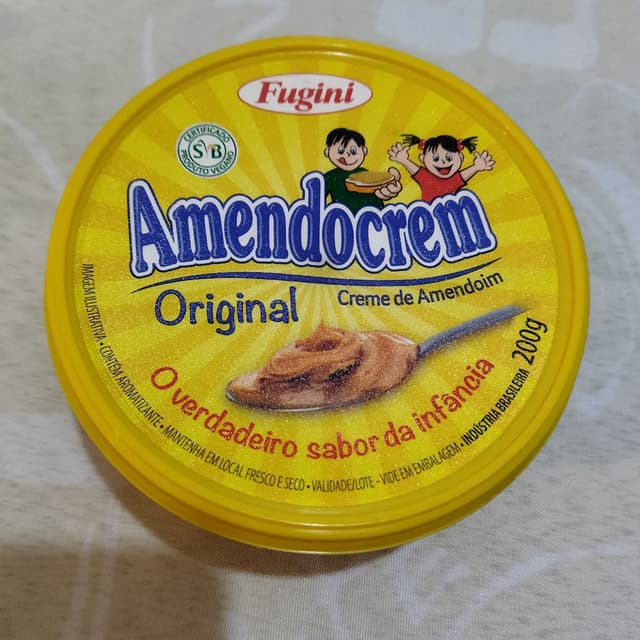 Fugini
CERTIFICADO
SVB
PRODUTO VEGANO
Amendocrem
Original
Creme de Amendoim
O verdadeiro sabor da infância
200g
IMAGEM ILUSTRATIVA • CONTÉM AROMATIZANTE • MANTENHA EM LOCAL FRESCO E SECO • VALIDADE/LOTE - VIDE EM EMBALAGEM • INDÚSTRIA BRASILEIRA